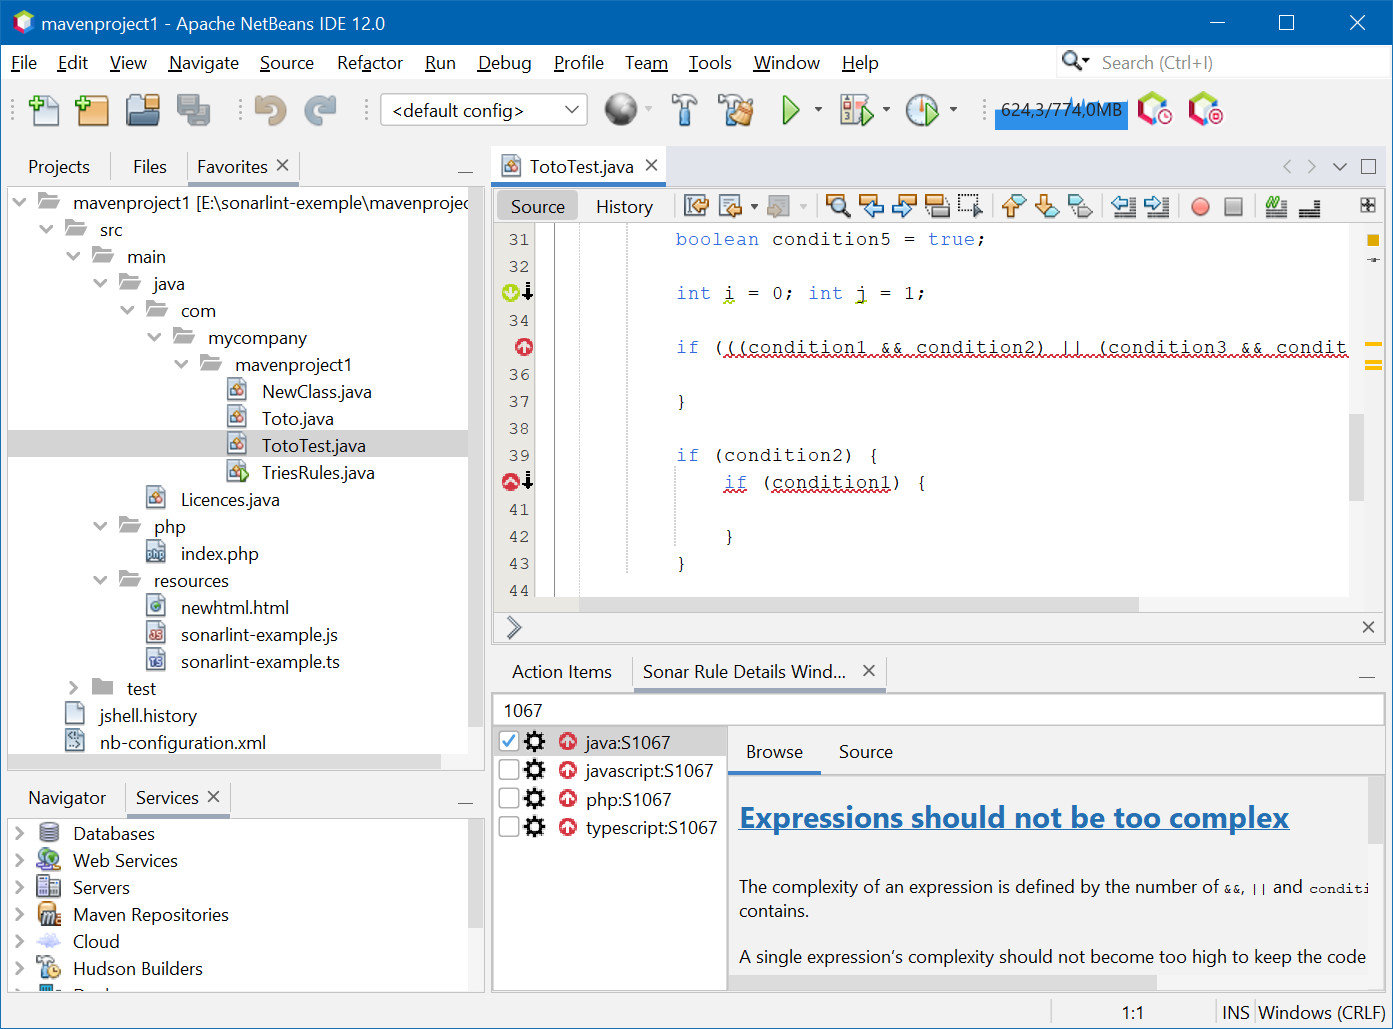 mavenproject1 - Apache NetBeans IDE 12.0
File Edit View Navigate Source Refactor Run Debug Profile Team Tools Window Help Search (Ctrl+I)
<default config> 624,3/774,0MB
Projects Files Favorites
mavenproject1 [E:\sonarlint-exemple\mavenprojec
src
main
java
com
mycompany
mavenproject1
NewClass.java
Toto.java
TotoTest.java
TriesRules.java
Licences.java
php
index.php
resources
newhtml.html
sonarlint-example.js
sonarlint-example.ts
test
jshell.history
nb-configuration.xml
Navigator Services
Databases
Web Services
Servers
Maven Repositories
Cloud
Hudson Builders
TotoTest.java
Source History
31 boolean condition5 = true;
32
int i = 0; int j = 1;
34
if (((condition1 && condition2) || (condition3 && condit
36
37 }
38
39 if (condition2) {
if (condition1) {
41
42 }
43 }
44
Action Items Sonar Rule Details Wind...
1067
java:S1067
javascript:S1067
php:S1067
typescript:S1067
Browse Source
Expressions should not be too complex
The complexity of an expression is defined by the number of &&, || and conditi
contains.
A single expression’s complexity should not become too high to keep the code
1:1 INS Windows (CRLF)